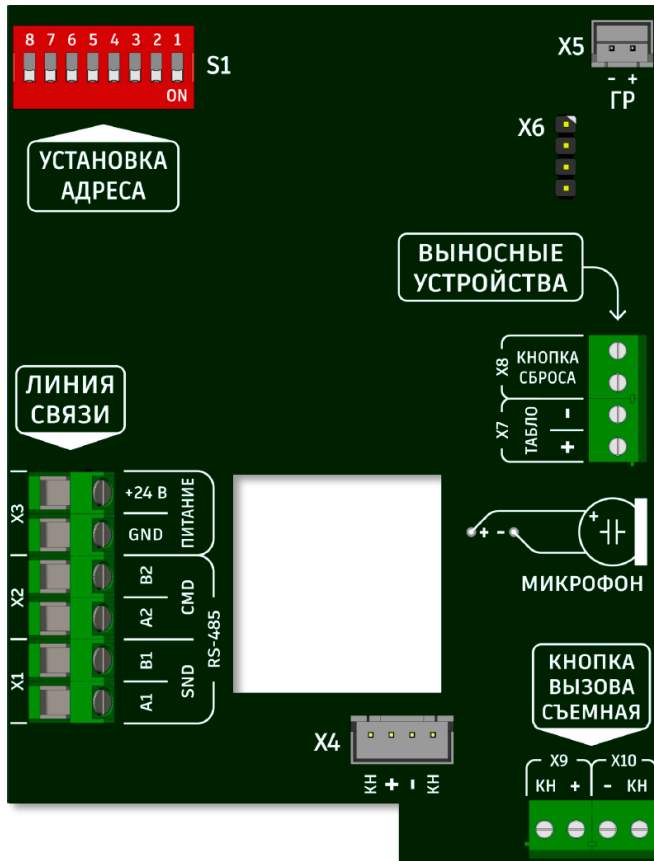 8 7 6 5 4 3 2 1
ON
S1
УСТАНОВКА
АДРЕСА
X5
- +
ГР
X6
ВЫНОСНЫЕ
УСТРОЙСТВА
X8
КНОПКА
СБРОСА
X7
ТАБЛО
-
+
ЛИНИЯ
СВЯЗИ
X3
+24 В
GND
ПИТАНИЕ
X2
B2
A2
CMD
X1
B1
A1
SND
RS-485
+ -
+
МИКРОФОН
X4
КН + - КН
КНОПКА
ВЫЗОВА
СЪЕМНАЯ
X9 X10
КН + - КН